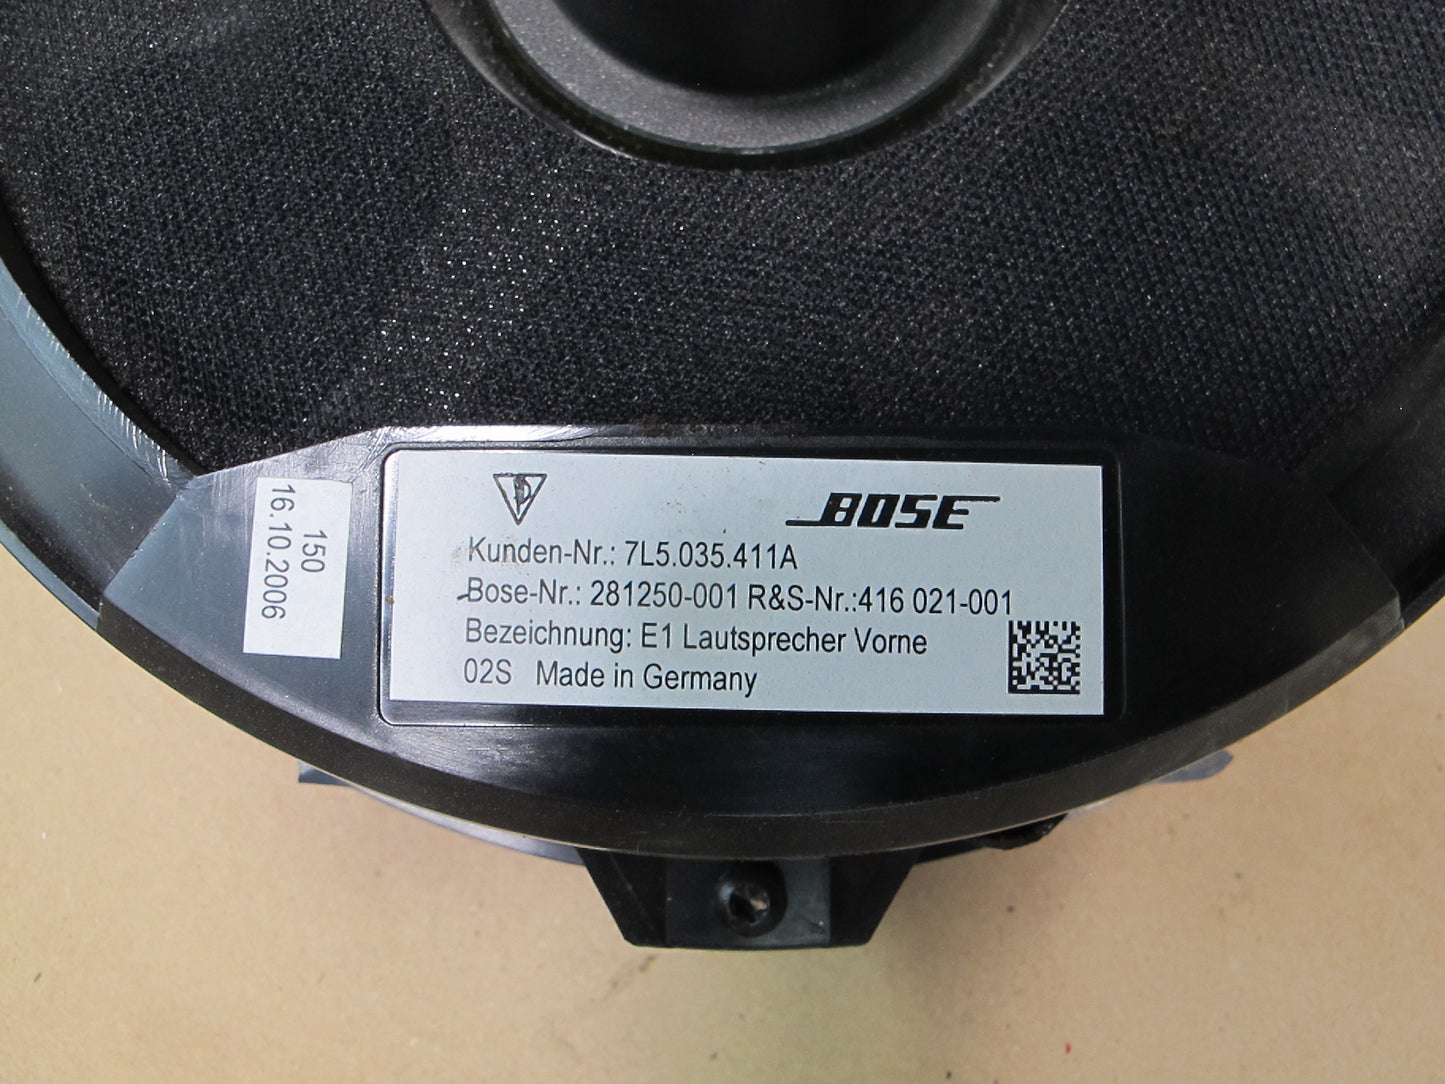 150
16.10.2006
BOSE
Kunden-Nr.: 7L5.035.411A
Bose-Nr.: 281250-001 R&S-Nr.:416 021-001
Bezeichnung: E1 Lautsprecher Vorne
02S Made in Germany